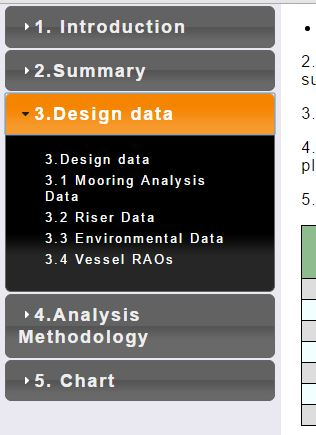 1. Introduction
2.Summary
3.Design data
3.Design data
3.1 Mooring Analysis
Data
3.2 Riser Data
3.3 Environmental Data
3.4 Vessel RAOs
4.Analysis
Methodology
5. Chart
2.
su
3.
4.
pl
5.